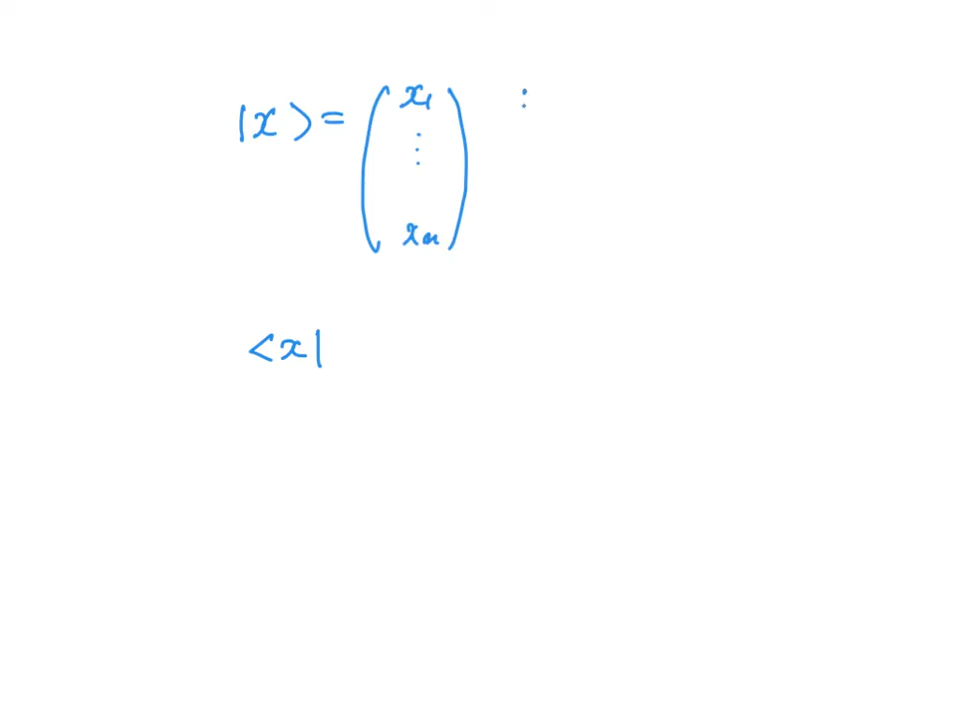 |x⟩ = ( x₁ :
⋮
xₙ )
<x|